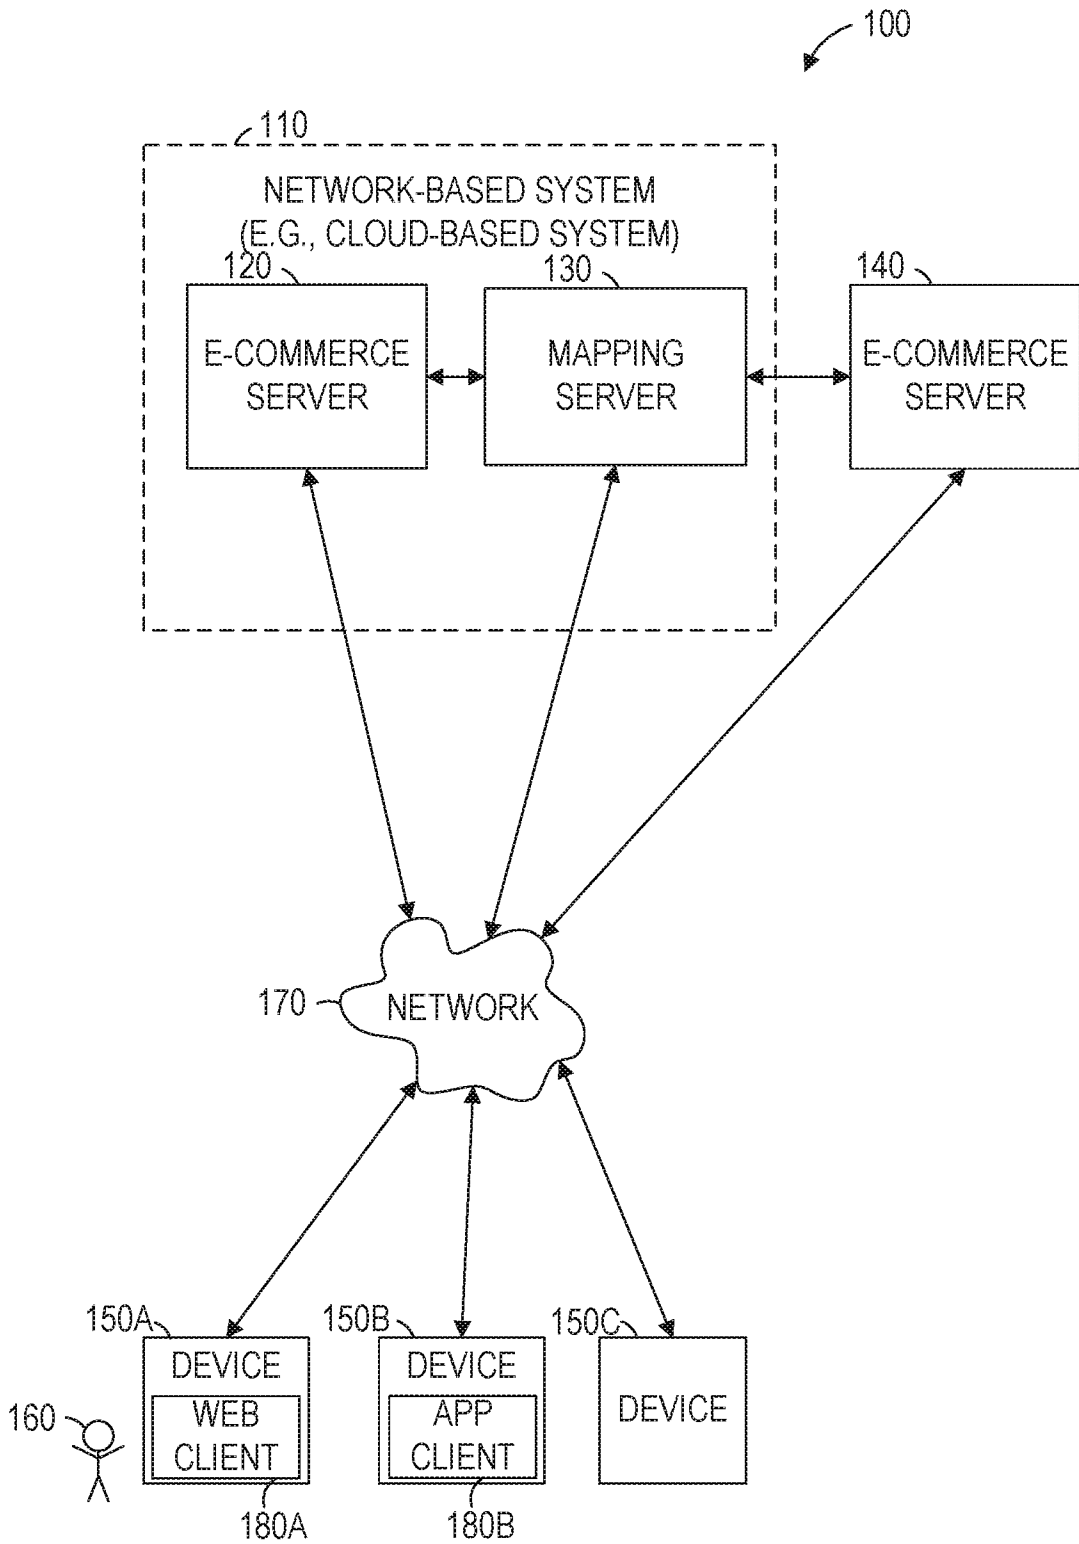 100
110
NETWORK-BASED SYSTEM
(E.G., CLOUD-BASED SYSTEM)
120
130
140
E-COMMERCE
SERVER
MAPPING
SERVER
E-COMMERCE
SERVER
170
NETWORK
150A
150B
150C
DEVICE
DEVICE
DEVICE
160
WEB
CLIENT
APP
CLIENT
180A
180B